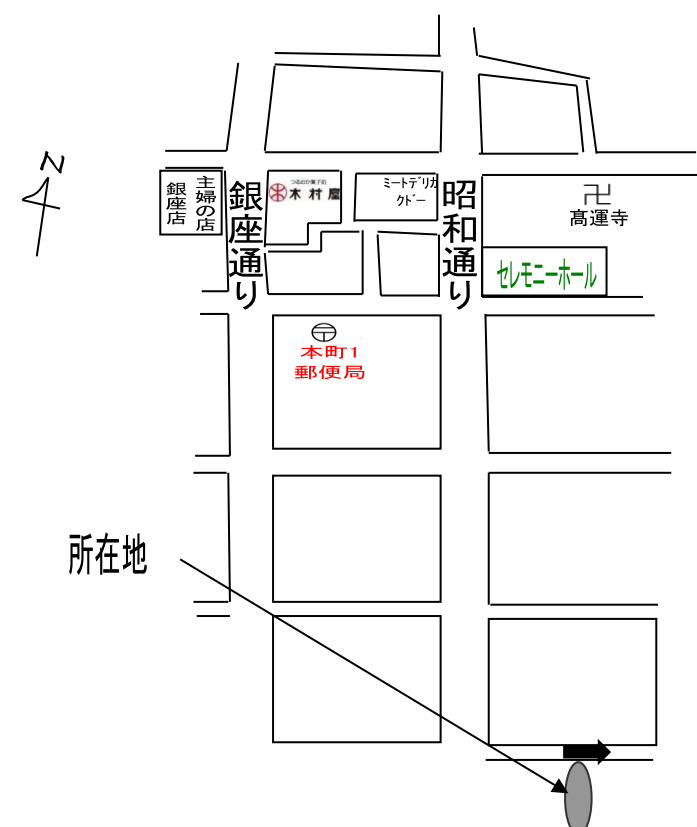 N
主婦の店
銀座店
銀座通り
つるおか菓子処
木村屋
ミートデリカ
クドー
昭和通り
卍
髙運寺
セレモニーホール
〒
本町1
郵便局
所在地